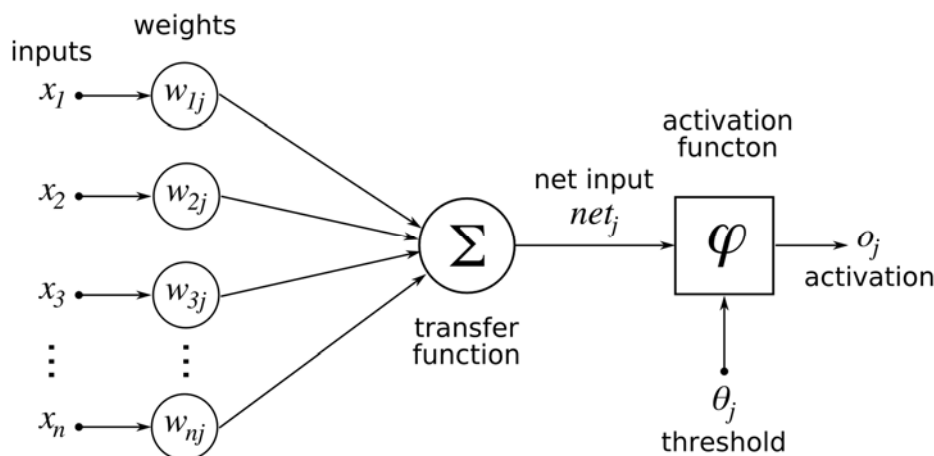 weights
inputs
x₁
w₁ⱼ
x₂
w₂ⱼ
x₃
w₃ⱼ
⋮
⋮
xₙ
wₙⱼ
Σ
transfer
function
net input
netⱼ
activation
functon
φ
oⱼ
activation
θⱼ
threshold